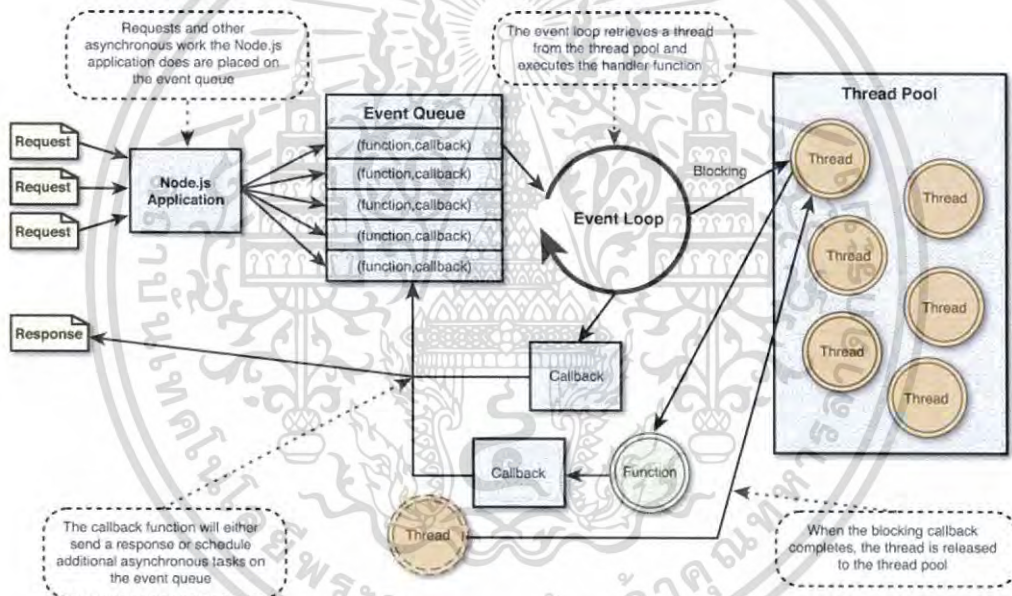 Requests and other
asynchronous work the Node.js
application does are placed on
the event queue
The event loop retrieves a thread
from the thread pool and
executes the handler function
Thread Pool
Event Queue
(function,callback)
(function,callback)
(function,callback)
(function,callback)
(function,callback)
Request
Request
Request
Node.js
Application
Event Loop
Blocking
Thread
Thread
Thread
Thread
Thread
Thread
Response
Callback
Callback
Function
Thread
The callback function will either
send a response or schedule
additional asynchronous tasks on
the event queue
When the blocking callback
completes, the thread is released
to the thread pool